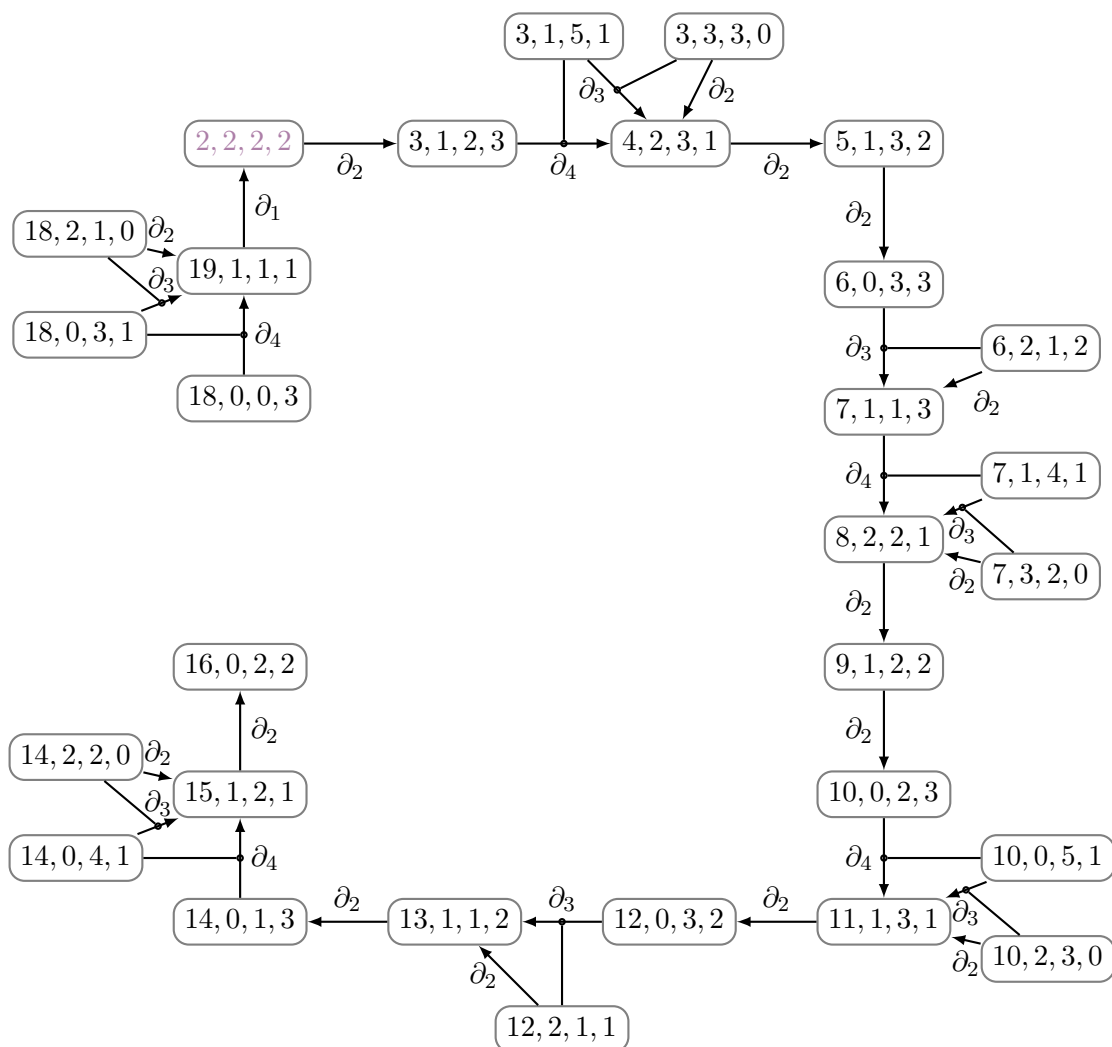 3, 1, 5, 1
3, 3, 3, 0
∂₃
∂₂
2, 2, 2, 2
∂₂
3, 1, 2, 3
∂₄
4, 2, 3, 1
∂₂
5, 1, 3, 2
∂₁
∂₂
18, 2, 1, 0
∂₂
19, 1, 1, 1
∂₃
6, 0, 3, 3
18, 0, 3, 1
∂₄
∂₃
6, 2, 1, 2
18, 0, 0, 3
7, 1, 1, 3
∂₂
∂₄
7, 1, 4, 1
8, 2, 2, 1
∂₃
∂₂
7, 3, 2, 0
∂₂
16, 0, 2, 2
9, 1, 2, 2
∂₂
∂₂
14, 2, 2, 0
∂₂
15, 1, 2, 1
∂₃
10, 0, 2, 3
14, 0, 4, 1
∂₄
∂₄
10, 0, 5, 1
14, 0, 1, 3
∂₂
13, 1, 1, 2
∂₃
12, 0, 3, 2
∂₂
11, 1, 3, 1
∂₃
∂₂
10, 2, 3, 0
∂₂
12, 2, 1, 1